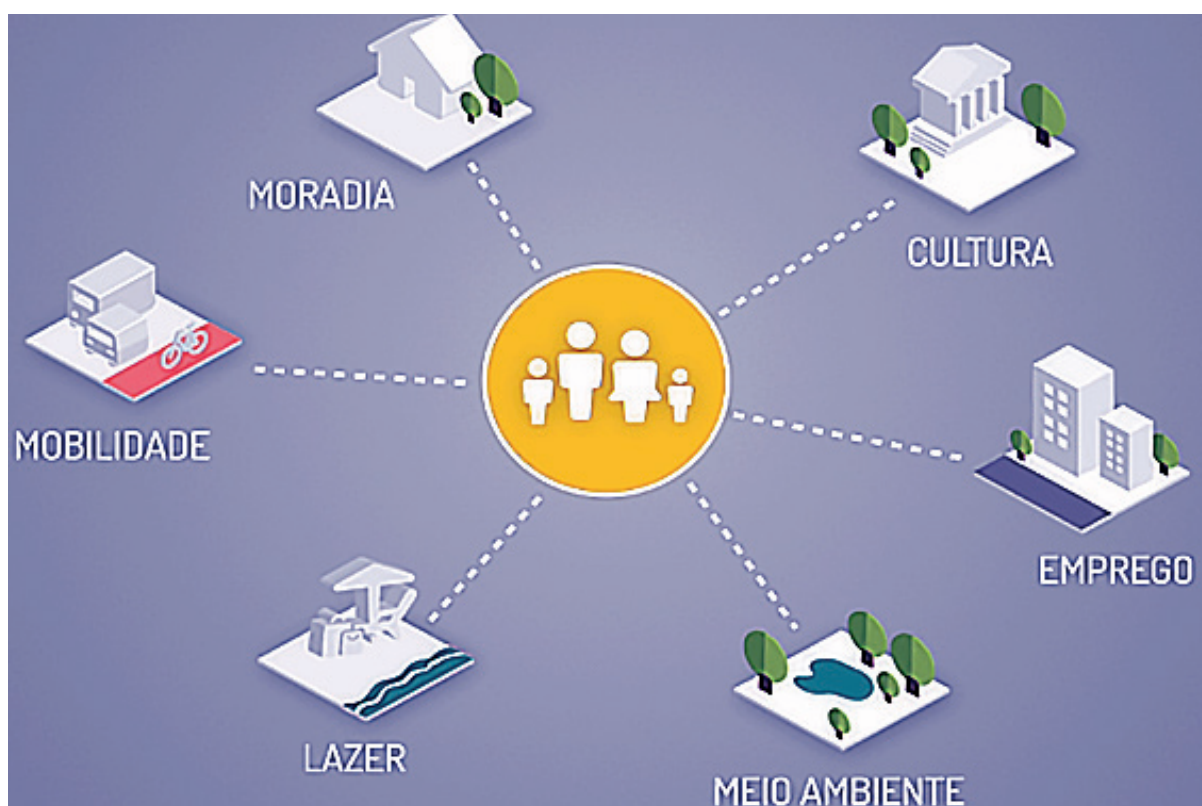 MORADIA
CULTURA
MOBILIDADE
EMPREGO
LAZER
MEIO AMBIENTE